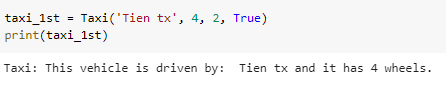 taxi_1st = Taxi('Tien tx', 4, 2, True)
print(taxi_1st)
Taxi: This vehicle is driven by:  Tien tx and it has 4 wheels.